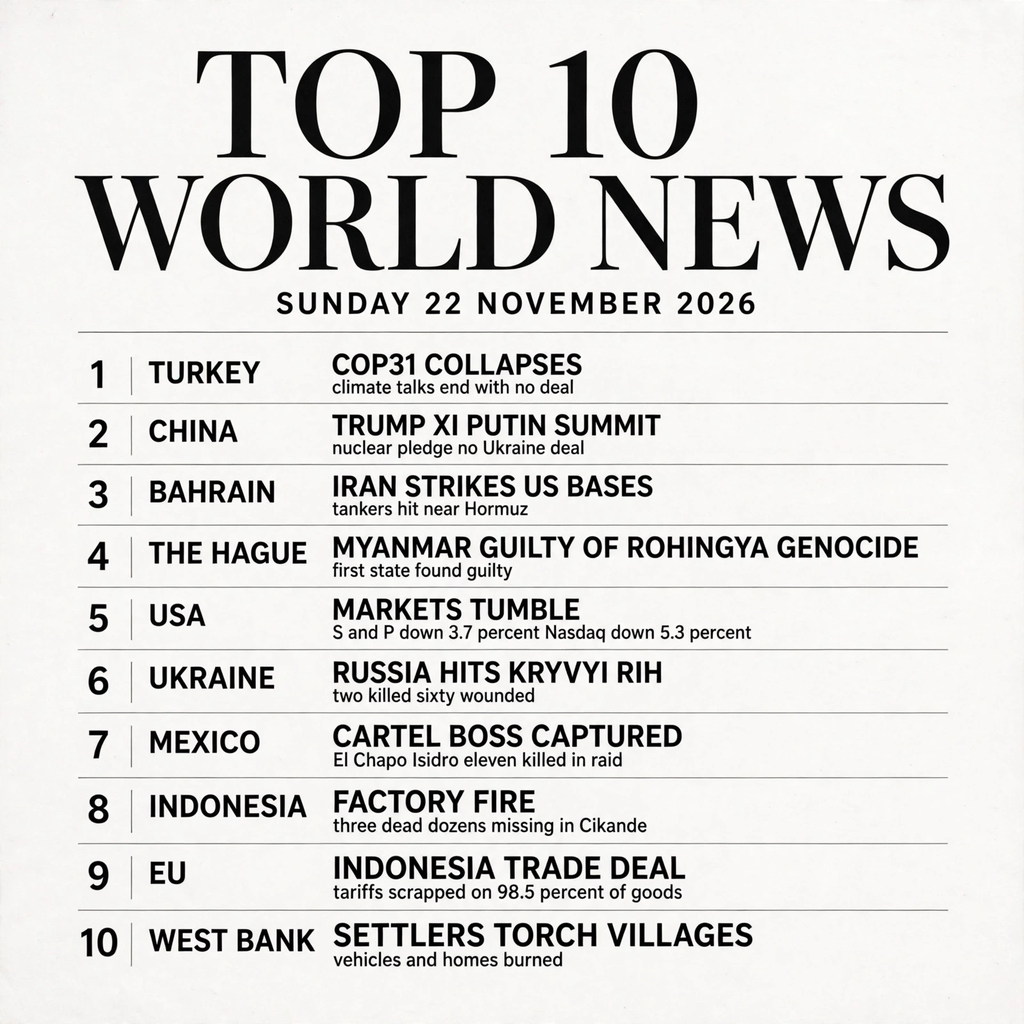 TOP 10
WORLD NEWS
SUNDAY 22 NOVEMBER 2026
1 TURKEY COP31 COLLAPSES
climate talks end with no deal
2 CHINA TRUMP XI PUTIN SUMMIT
nuclear pledge no Ukraine deal
3 BAHRAIN IRAN STRIKES US BASES
tankers hit near Hormuz
4 THE HAGUE MYANMAR GUILTY OF ROHINGYA GENOCIDE
first state found guilty
5 USA MARKETS TUMBLE
S and P down 3.7 percent Nasdaq down 5.3 percent
6 UKRAINE RUSSIA HITS KRYVYI RIH
two killed sixty wounded
7 MEXICO CARTEL BOSS CAPTURED
El Chapo Isidro eleven killed in raid
8 INDONESIA FACTORY FIRE
three dead dozens missing in Cikande
9 EU INDONESIA TRADE DEAL
tariffs scrapped on 98.5 percent of goods
10 WEST BANK SETTLERS TORCH VILLAGES
vehicles and homes burned